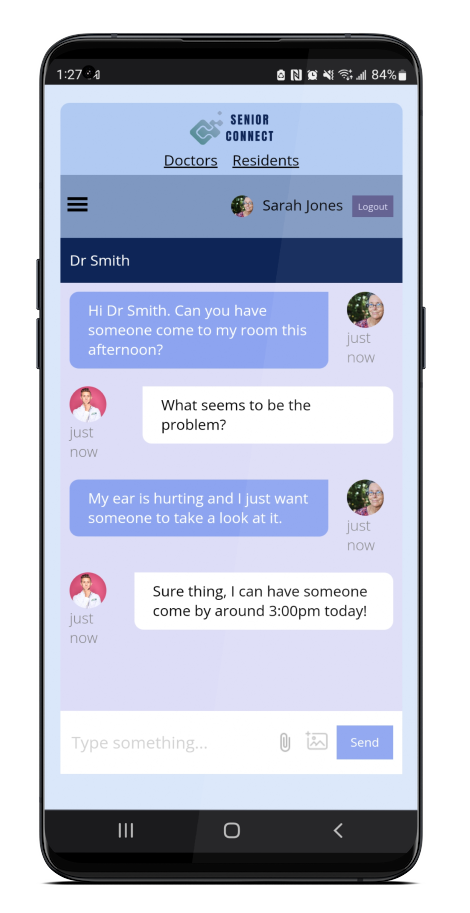 1:27
84%
SENIOR
CONNECT
Doctors Residents
Sarah Jones Logout
Dr Smith
Hi Dr Smith. Can you have
someone come to my room this
afternoon?
just
now
What seems to be the
problem?
just
now
My ear is hurting and I just want
someone to take a look at it.
just
now
Sure thing, I can have someone
come by around 3:00pm today!
just
now
Type something...
Send